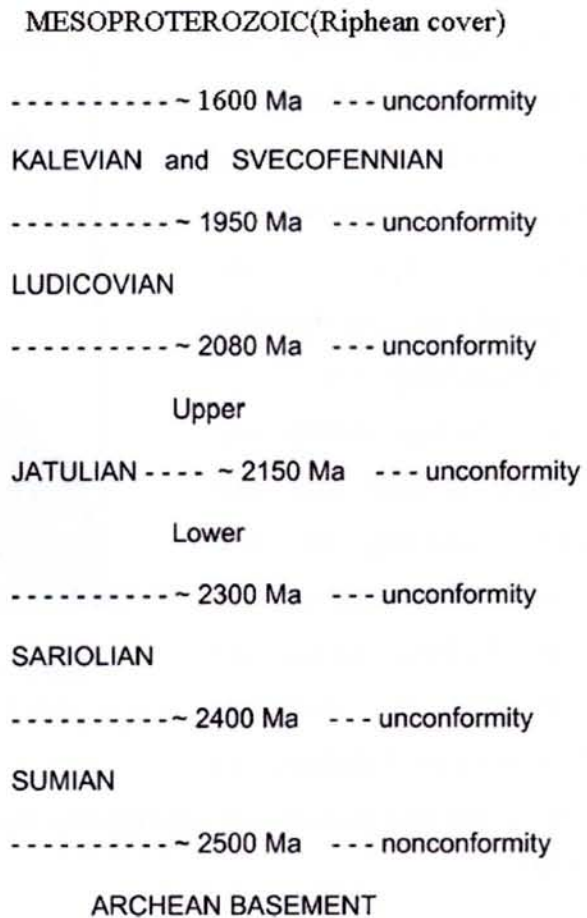 MESOPROTEROZOIC(Riphean cover)
- - - - - - - - - - - ~ 1600 Ma - - - unconformity
KALEVIAN and SVECOFENNIAN
- - - - - - - - - - - ~ 1950 Ma - - - unconformity
LUDICOVIAN
- - - - - - - - - - - ~ 2080 Ma - - - unconformity
Upper
JATULIAN - - - - ~ 2150 Ma - - - unconformity
Lower
- - - - - - - - - - - ~ 2300 Ma - - - unconformity
SARIOLIAN
- - - - - - - - - - - ~ 2400 Ma - - - unconformity
SUMIAN
- - - - - - - - - - - ~ 2500 Ma - - - nonconformity
ARCHEAN BASEMENT